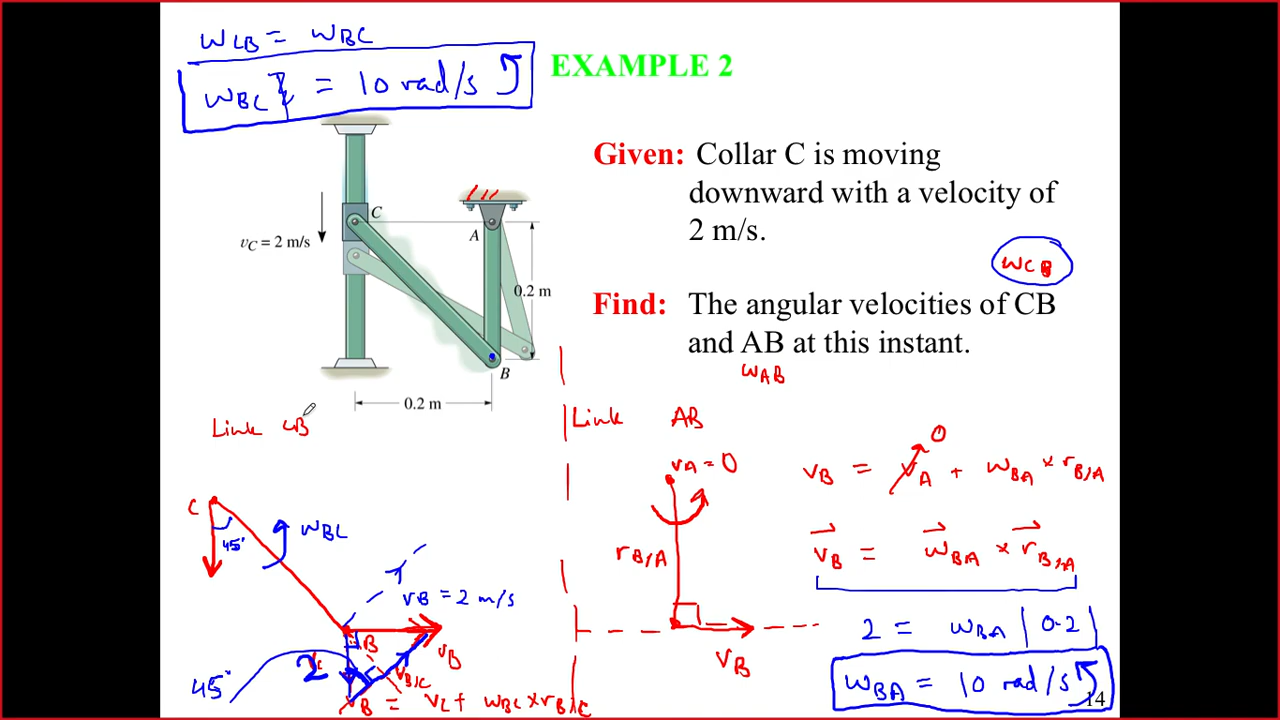 ωCB = ωBC
ωBC = 10 rad/s
EXAMPLE 2
Given: Collar C is moving
downward with a velocity of
2 m/s.
ωCB
Find: The angular velocities of CB
and AB at this instant.
ωAB
C
A
vC = 2 m/s
0.2 m
B
0.2 m
Link CB
Link AB
C
45°
ωBC
vB = 2 m/s
B
vB
2
vC
vB/C
45°
vB = vC + ωBC × rB/C
vA = 0
rB/A
vB
0
vB = vA + ωBA × rB/A
vB = ωBA × rB/A
2 = ωBA | 0.2 |
ωBA = 10 rad/s
14